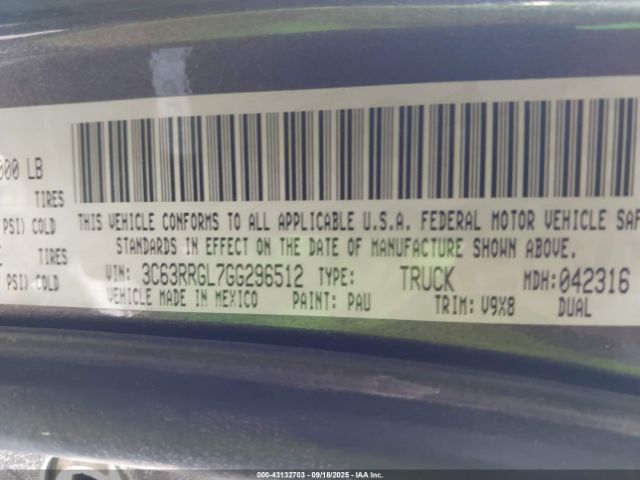 000 LB
TIRES
PSI) COLD
THIS VEHICLE CONFORMS TO ALL APPLICABLE U.S.A. FEDERAL MOTOR VEHICLE SAF
TIRES
STANDARDS IN EFFECT ON THE DATE OF MANUFACTURE SHOWN ABOVE.
PSI) COLD
VIN: 3C63RRGL7GG296512 TYPE: TRUCK MDH:042316
VEHICLE MADE IN MEXICO PAINT: PAU TRIM: V9X8 DUAL
000-43132703 - 09/18/2025 - IAA Inc.